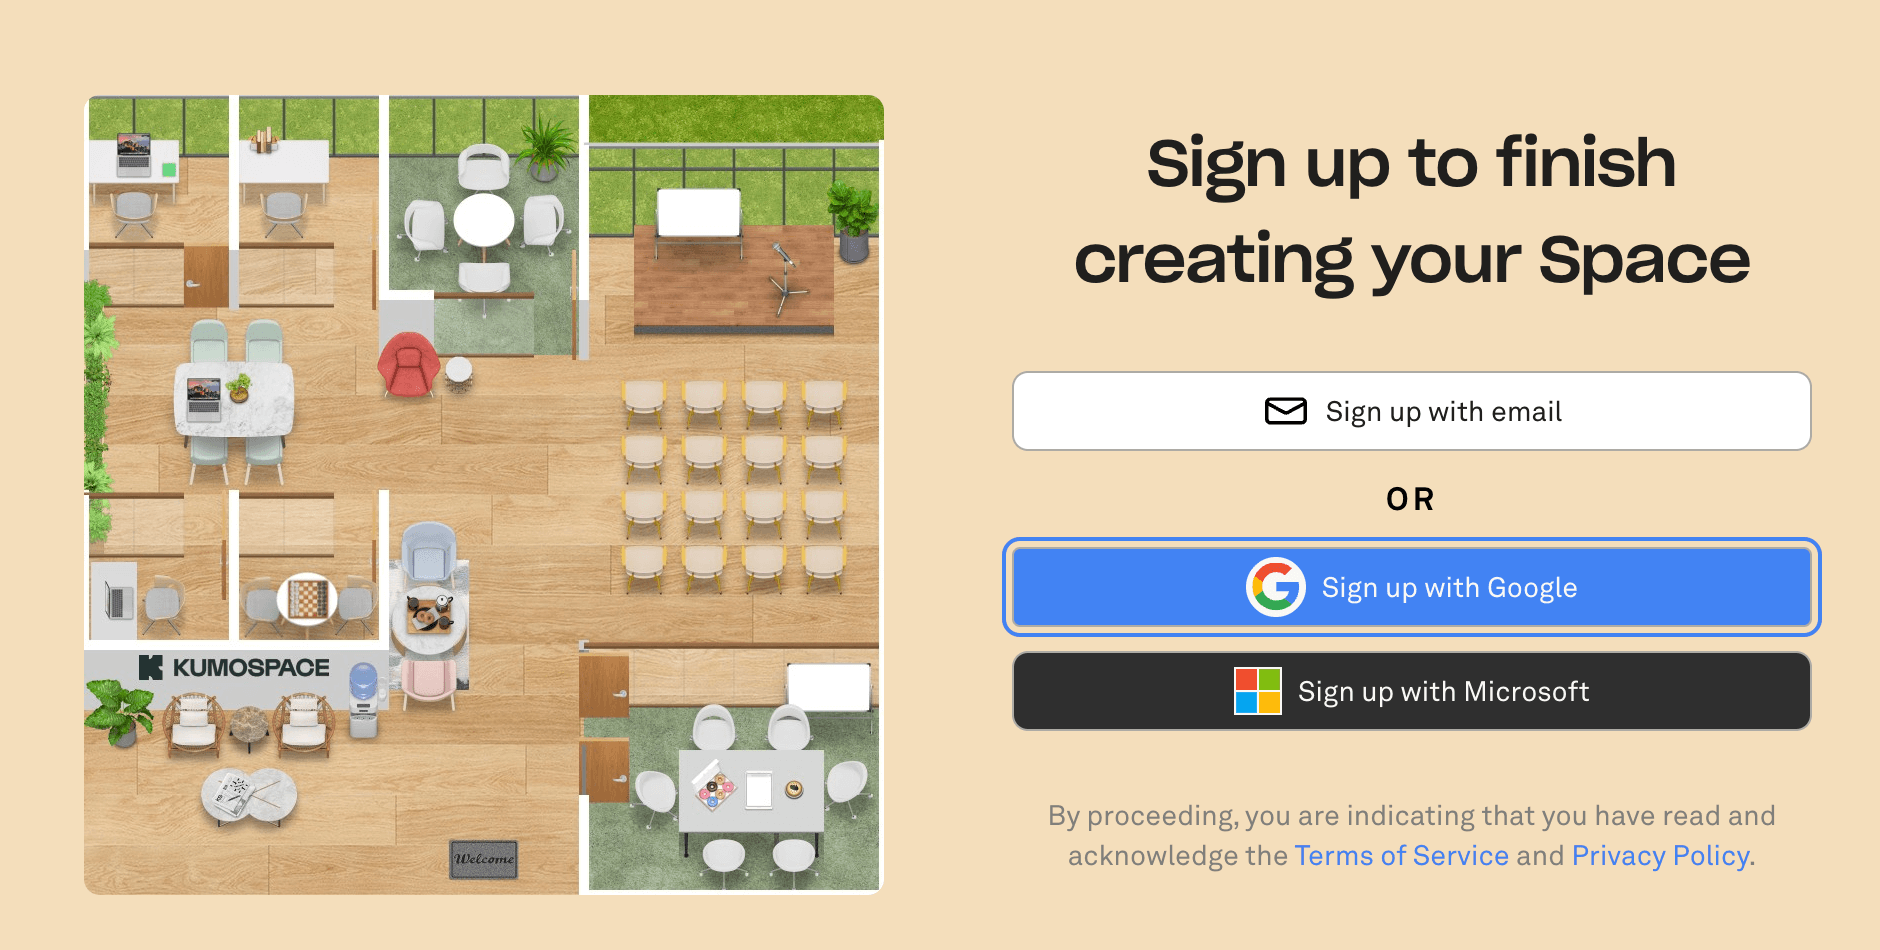 Sign up to finish
creating your Space
Sign up with email
OR
Sign up with Google
Sign up with Microsoft
By proceeding, you are indicating that you have read and
acknowledge the Terms of Service and Privacy Policy.
KUMOSPACE
Welcome